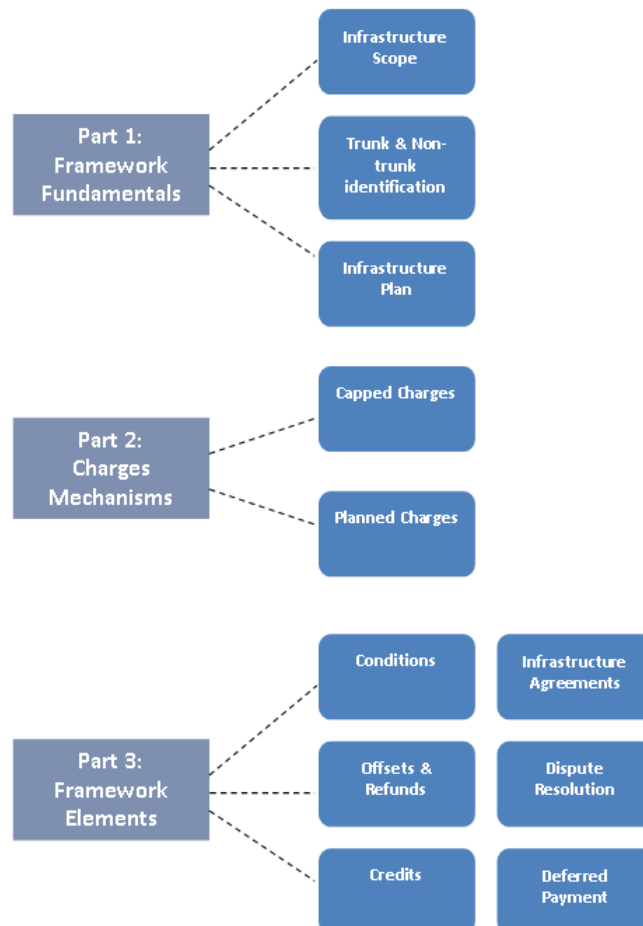 Infrastructure
Scope
Part 1:
Framework
Fundamentals
Trunk & Non-
trunk
identification
Infrastructure
Plan
Capped Charges
Part 2:
Charges
Mechanisms
Planned Charges
Conditions
Infrastructure
Agreements
Part 3:
Framework
Elements
Offsets &
Refunds
Dispute
Resolution
Credits
Deferred
Payment